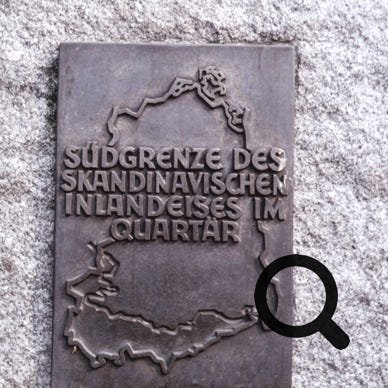 SÜDGRENZE DES
SKANDINAVISCHEN
INLANDEISES IM
QUARTÄR